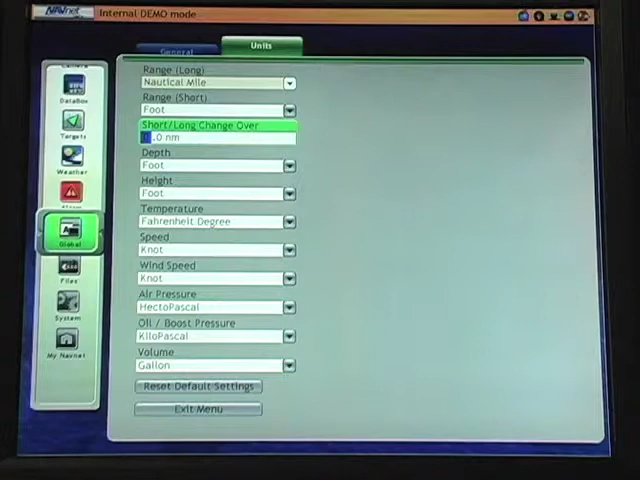 NAVnet
Internal DEMO mode
General
Units
DataBox
Targets
Weather
Global
Files
System
My Navnet
Range (Long)
Nautical Mile
Range (Short)
Foot
Short/Long Change Over
0.0 nm
Depth
Foot
Height
Foot
Temperature
Fahrenheit Degree
Speed
Knot
Wind Speed
Knot
Air Pressure
HectoPascal
Oil / Boost Pressure
KiloPascal
Volume
Gallon
Reset Default Settings
Exit Menu